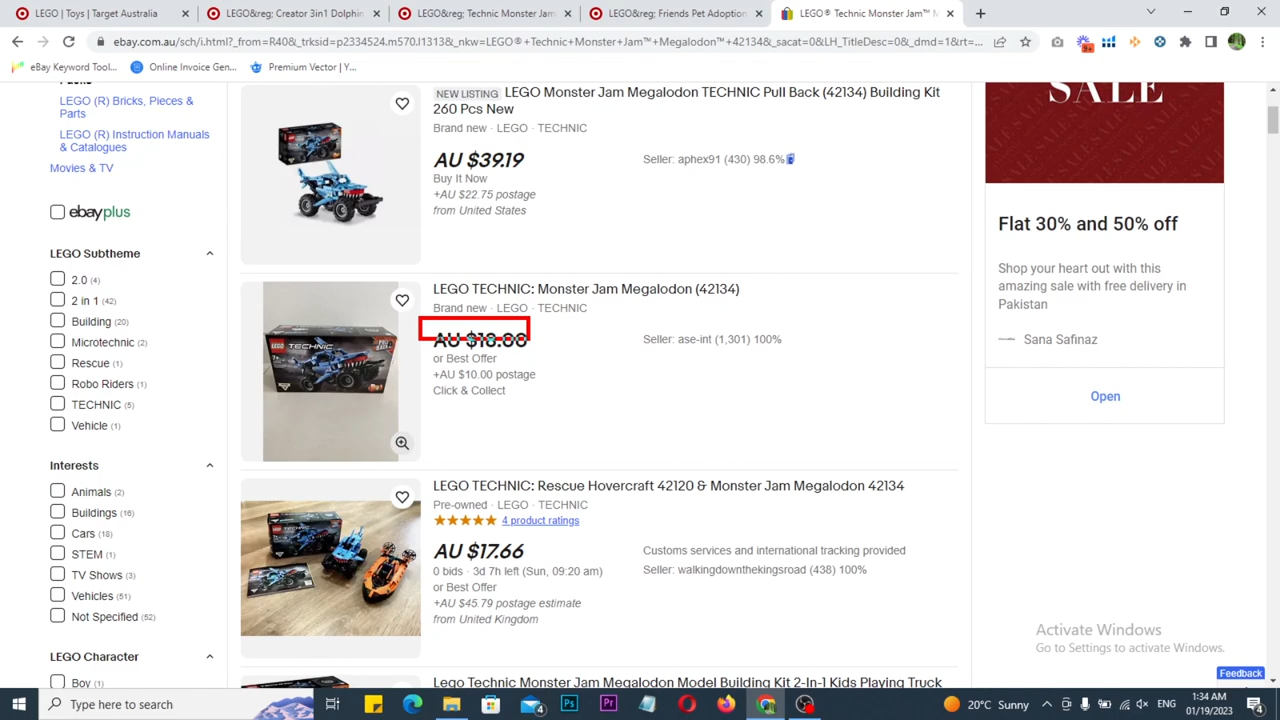 LEGO | Toys | Target Australia
LEGO&reg; Creator 3in1 Dolphin
LEGO&reg; Technic Monster Jam
LEGO&reg; Friends Pet Adoption
LEGO® Technic Monster Jam™ M
ebay.com.au/sch/i.html?_from=R40&_trksid=p2334524.m570.l1313&_nkw=LEGO®+Technic+Monster+Jam™+Megalodon™+42134&_sacat=0&LH_TitleDesc=0&_dmd=1&rt=...
9+
eBay Keyword Tool...
Online Invoice Gen...
Premium Vector | Y...
Packs
LEGO (R) Bricks, Pieces &
Parts
LEGO (R) Instruction Manuals
& Catalogues
Movies & TV
ebayplus
LEGO Subtheme
2.0 (4)
2 in 1 (42)
Building (20)
Microtechnic (2)
Rescue (1)
Robo Riders (1)
TECHNIC (5)
Vehicle (1)
Interests
Animals (2)
Buildings (16)
Cars (18)
STEM (1)
TV Shows (3)
Vehicles (51)
Not Specified (52)
LEGO Character
Boy (1)
NEW LISTING LEGO Monster Jam Megalodon TECHNIC Pull Back (42134) Building Kit
260 Pcs New
Brand new · LEGO · TECHNIC
AU $39.19
Buy It Now
+AU $22.75 postage
from United States
Seller: aphex91 (430) 98.6%
LEGO TECHNIC: Monster Jam Megalodon (42134)
Brand new · LEGO · TECHNIC
or Best Offer
+AU $10.00 postage
Click & Collect
Seller: ase-int (1,301) 100%
TECHNIC
LEGO TECHNIC: Rescue Hovercraft 42120 & Monster Jam Megalodon 42134
Pre-owned · LEGO · TECHNIC
4 product ratings
AU $17.66
0 bids · 3d 7h left (Sun, 09:20 am)
or Best Offer
+AU $45.79 postage estimate
from United Kingdom
Customs services and international tracking provided
Seller: walkingdownthekingsroad (438) 100%
Lego Technic Monster Jam Megalodon Model Building Kit 2-In-1 Kids Playing Truck
SALE
Flat 30% and 50% off
Shop your heart out with this
amazing sale with free delivery in
Pakistan
Sana Safinaz
Open
Activate Windows
Go to Settings to activate Windows.
Feedback
Type here to search
4
Ps
Pr
20°C Sunny
ENG
1:34 AM
01/19/2023
4